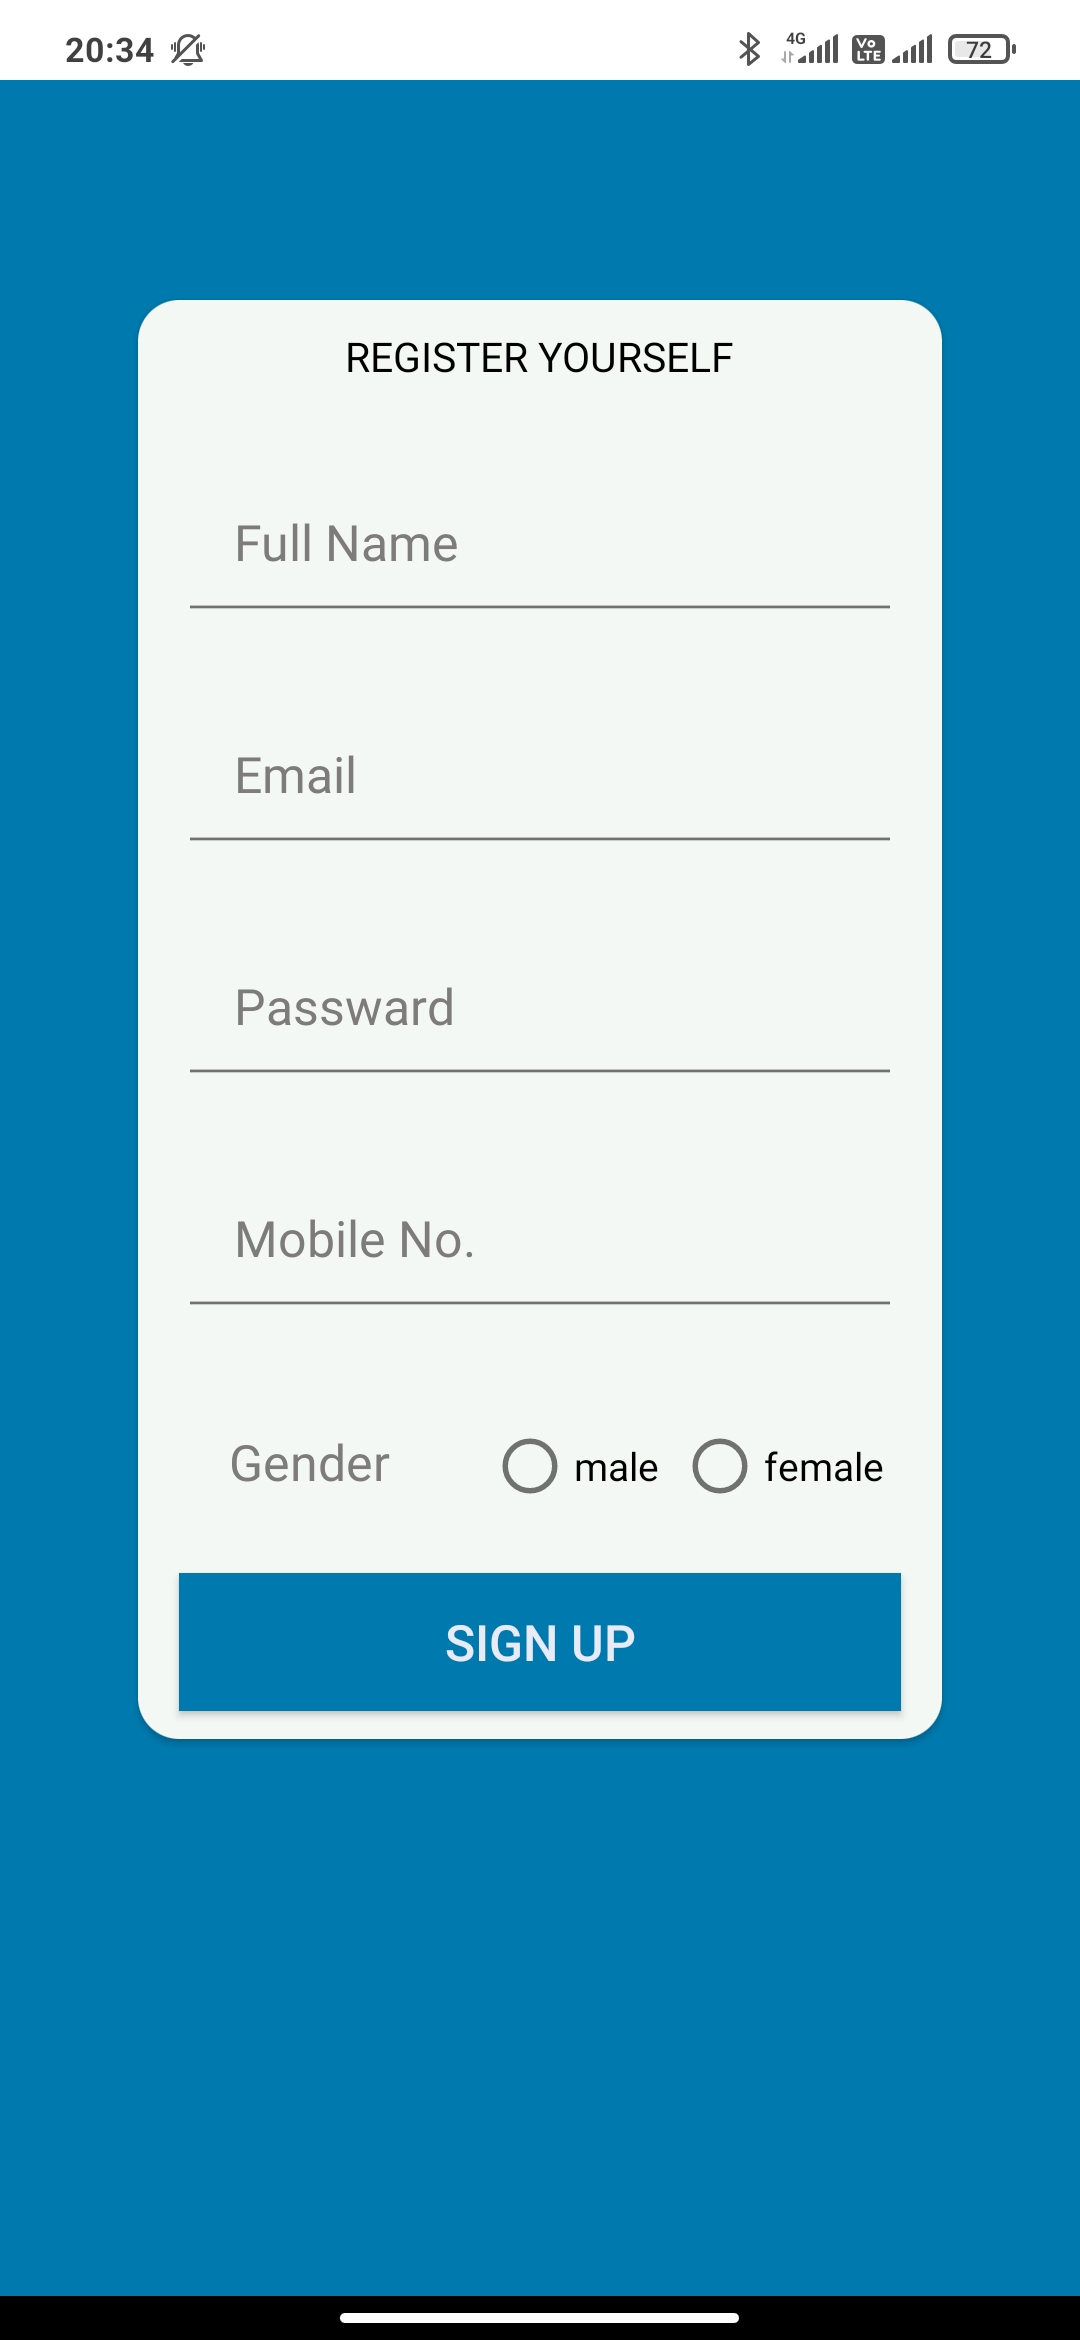 20:34 4G Vo LTE 72
REGISTER YOURSELF
Full Name
Email
Passward
Mobile No.
Gender male female
SIGN UP